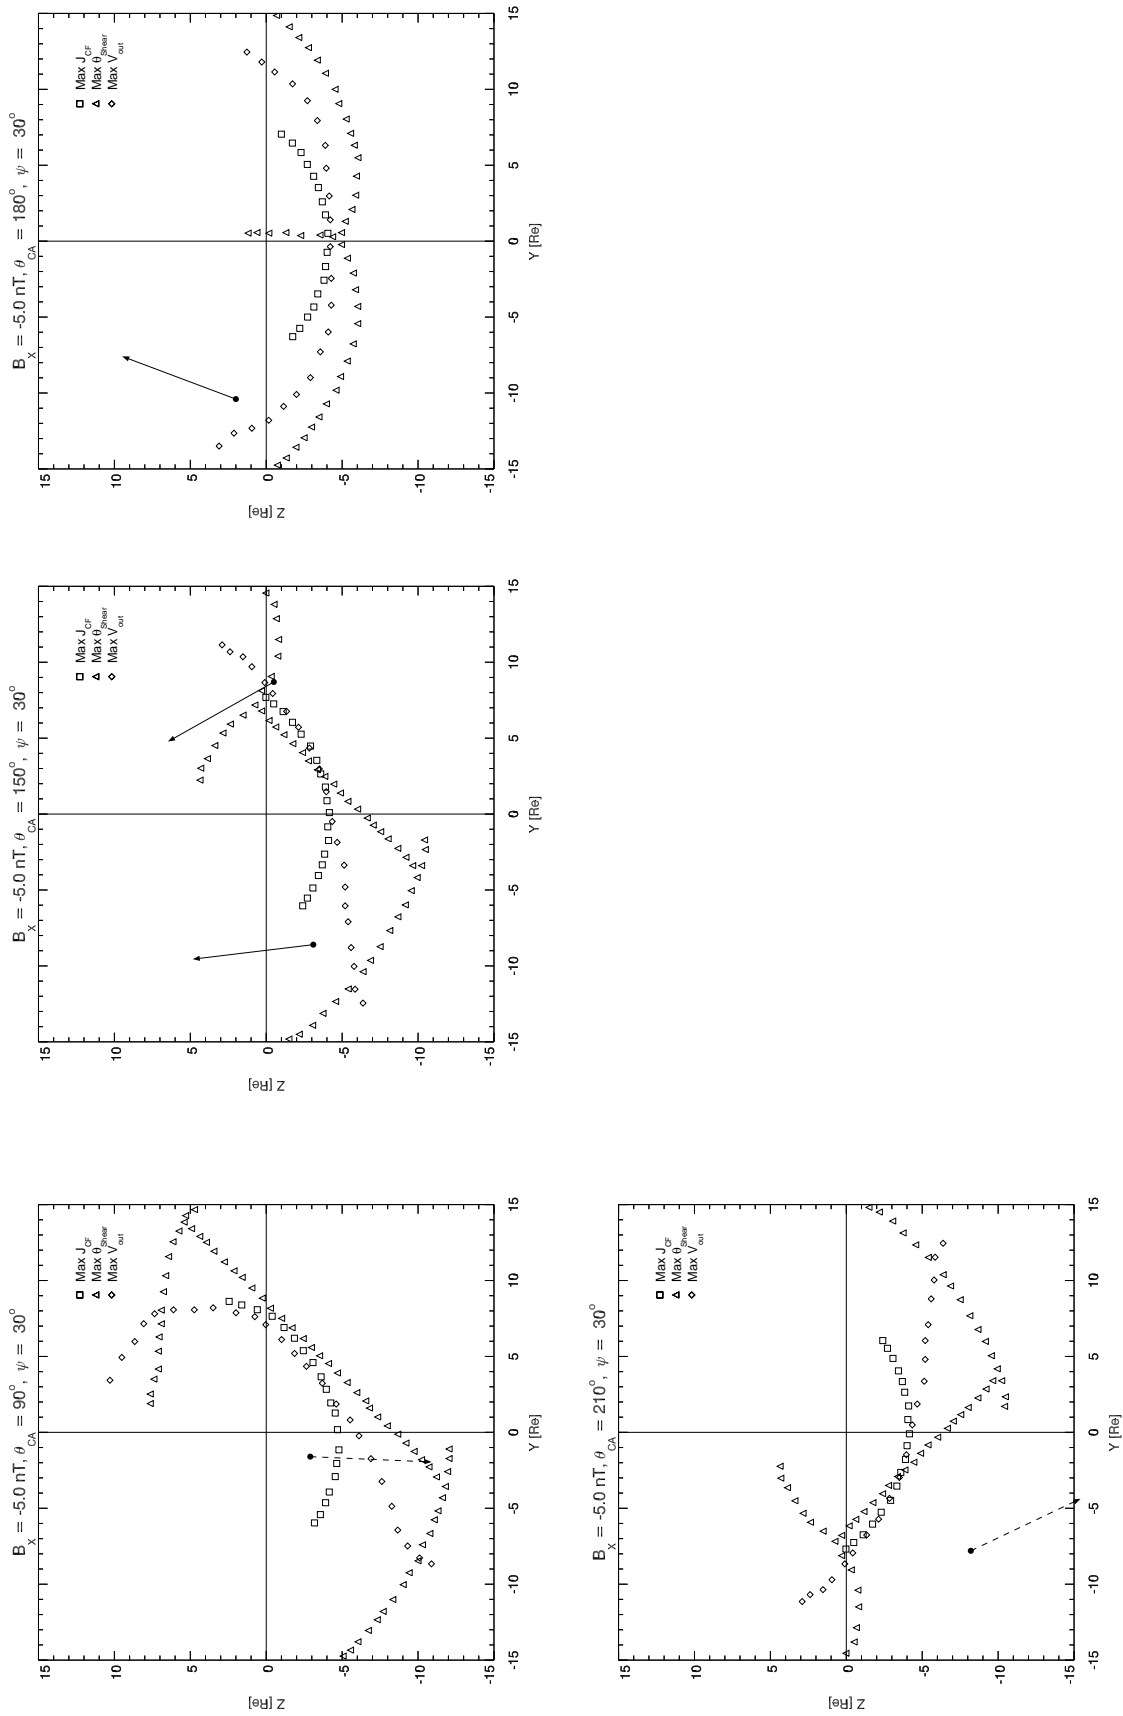 B_X = -5.0 nT, θ_CA = 90°, ψ = 30°
Max J_CF
Max θ_Shear
Max V_out
15
10
5
0
-5
-10
-15
Z [Re]
-15 -10 -5 0 5 10 15
Y [Re]
B_X = -5.0 nT, θ_CA = 150°, ψ = 30°
Max J_CF
Max θ_Shear
Max V_out
15
10
5
0
-5
-10
-15
Z [Re]
-15 -10 -5 0 5 10 15
Y [Re]
B_X = -5.0 nT, θ_CA = 180°, ψ = 30°
Max J_CF
Max θ_Shear
Max V_out
15
10
5
0
-5
-10
-15
Z [Re]
-15 -10 -5 0 5 10 15
Y [Re]
B_X = -5.0 nT, θ_CA = 210°, ψ = 30°
Max J_CF
Max θ_Shear
Max V_out
15
10
5
0
-5
-10
-15
Z [Re]
-15 -10 -5 0 5 10 15
Y [Re]